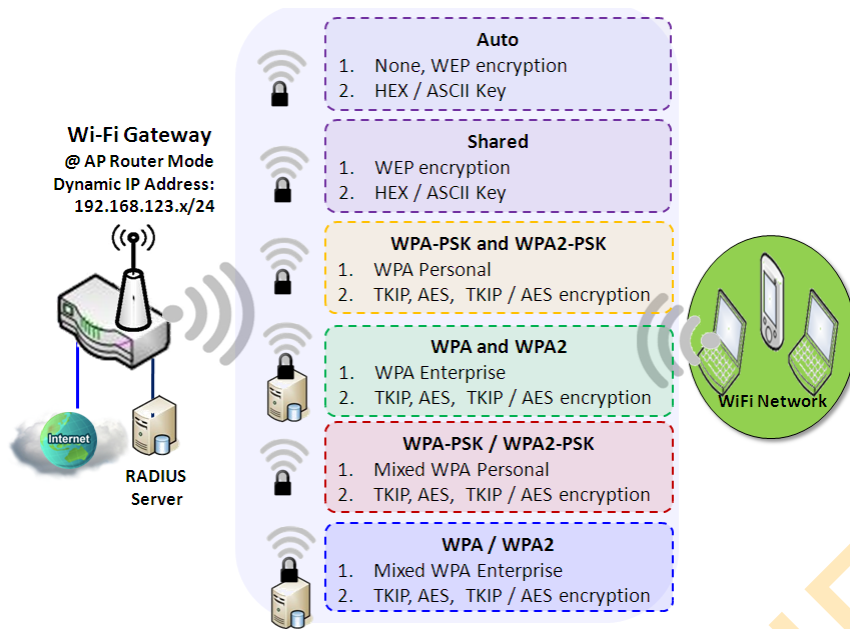 Wi-Fi Gateway
@ AP Router Mode
Dynamic IP Address:
192.168.123.x/24
Internet
RADIUS
Server
Auto
1. None, WEP encryption
2. HEX / ASCII Key
Shared
1. WEP encryption
2. HEX / ASCII Key
WPA-PSK and WPA2-PSK
1. WPA Personal
2. TKIP, AES, TKIP / AES encryption
WPA and WPA2
1. WPA Enterprise
2. TKIP, AES, TKIP / AES encryption
WPA-PSK / WPA2-PSK
1. Mixed WPA Personal
2. TKIP, AES, TKIP / AES encryption
WPA / WPA2
1. Mixed WPA Enterprise
2. TKIP, AES, TKIP / AES encryption
WiFi Network